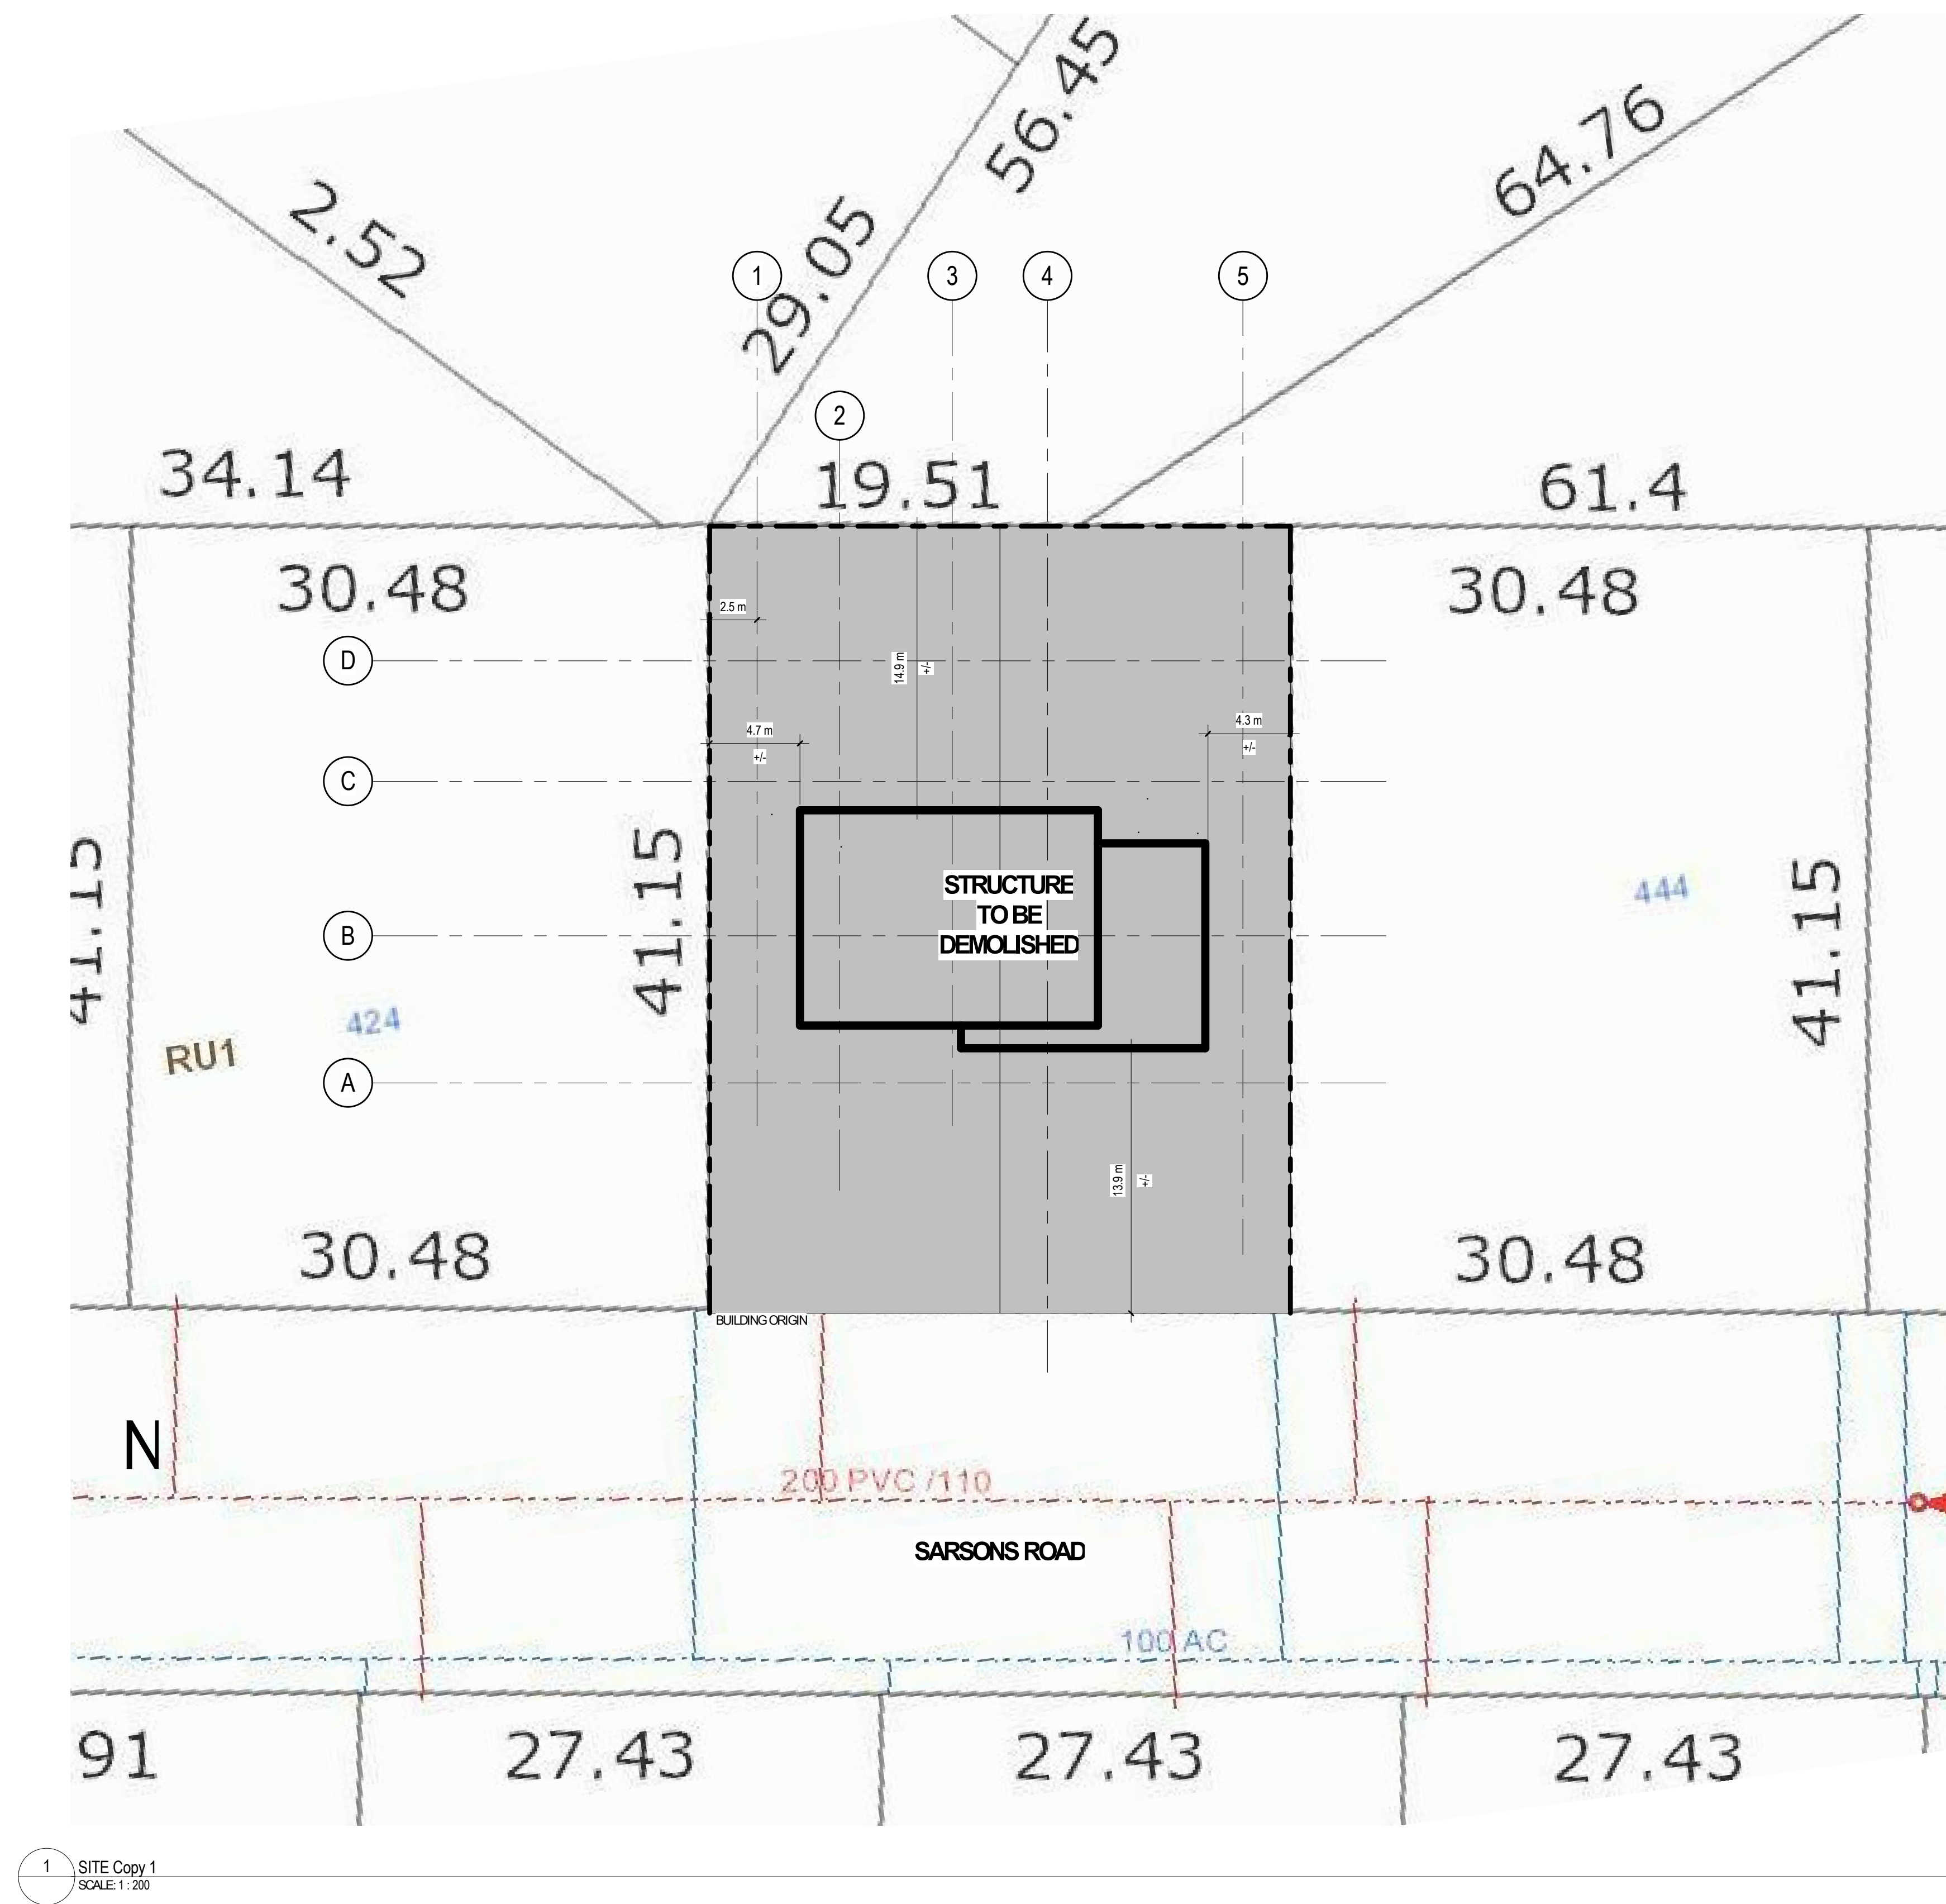 56.45
64.76
2.52
29.05
1
3
4
5
2
34.14
19.51
61.4
30.48
30.48
2.5 m
D
14.9 m
+/-
4.3 m
+/-
4.7 m
+/-
C
41.15
41.15
41.15
STRUCTURE
TO BE
DEMOLISHED
444
B
424
RU1
A
13.9 m
+/-
30.48
30.48
BUILDING ORIGIN
N
200 PVC /110
SARSONS ROAD
100 AC
91
27.43
27.43
27.43
1
SITE Copy 1
SCALE: 1 : 200